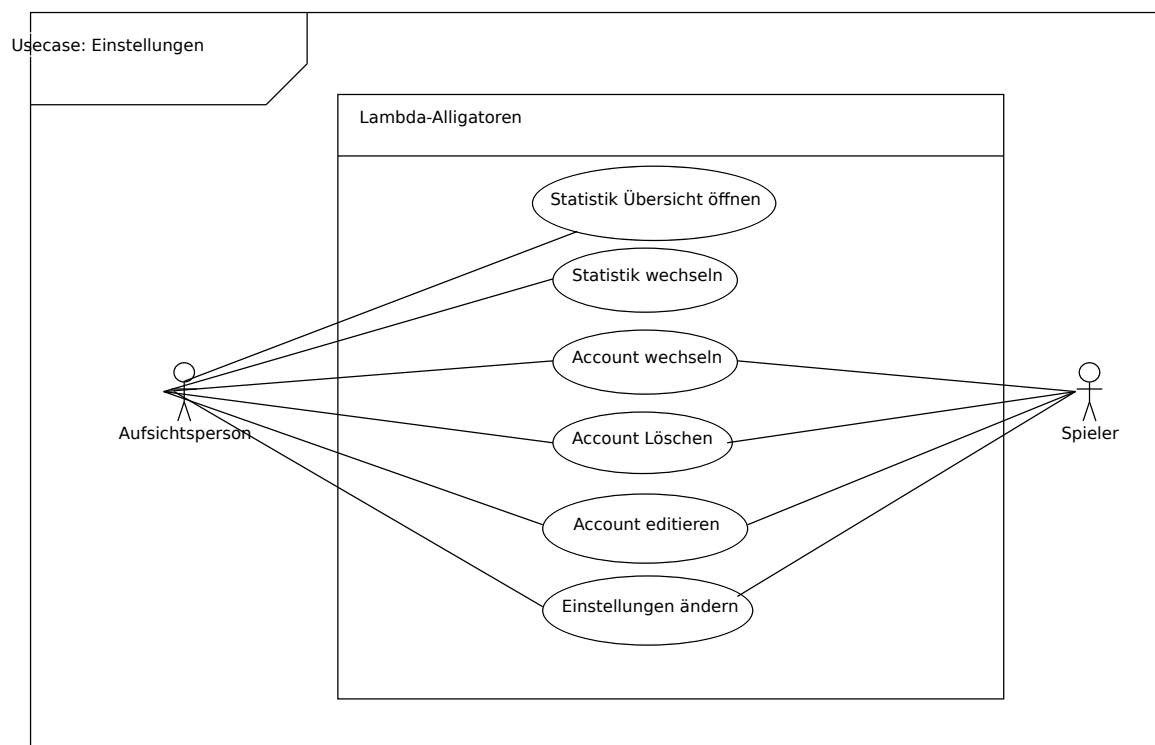 Usecase: Einstellungen
Lambda-Alligatoren
Statistik Übersicht öffnen
Statistik wechseln
Account wechseln
Aufsichtsperson
Spieler
Account Löschen
Account editieren
Einstellungen ändern